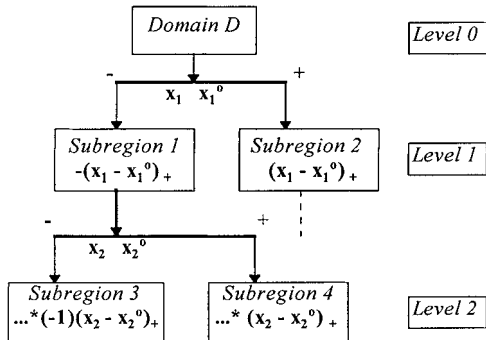 Domain D
Level 0
- +
x₁ x₁°
Subregion 1
-(x₁ - x₁°)₊
Subregion 2
(x₁ - x₁°)₊
Level 1
- +
x₂ x₂°
Subregion 3
...*(-1)(x₂ - x₂°)₊
Subregion 4
...* (x₂ - x₂°)₊
Level 2